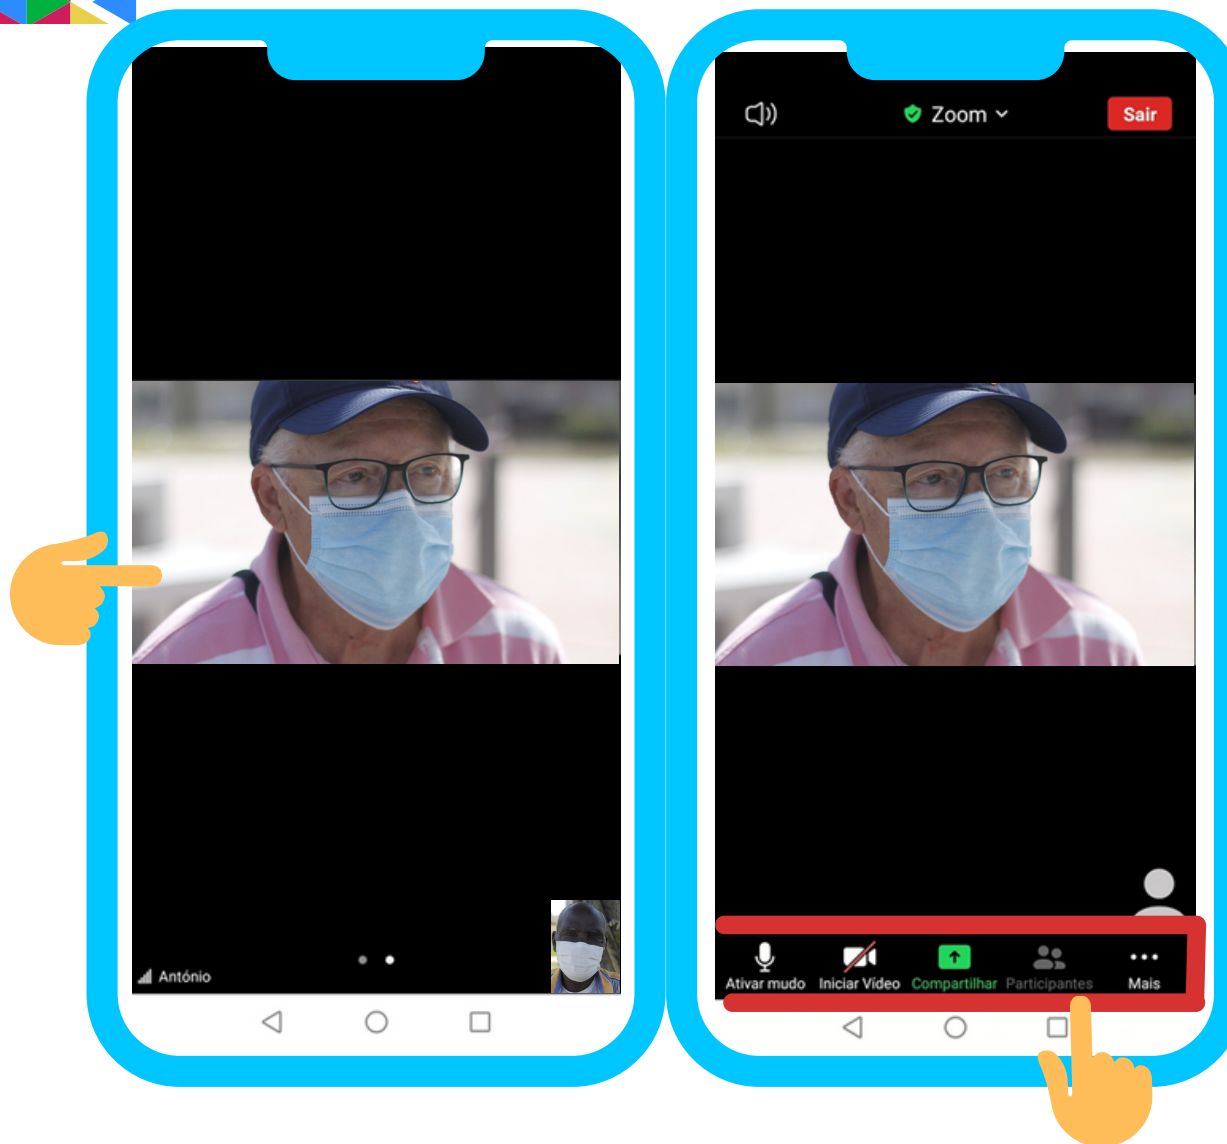 António
Zoom
Sair
Ativar mudo
Iniciar Vídeo
Compartilhar
Participantes
Mais